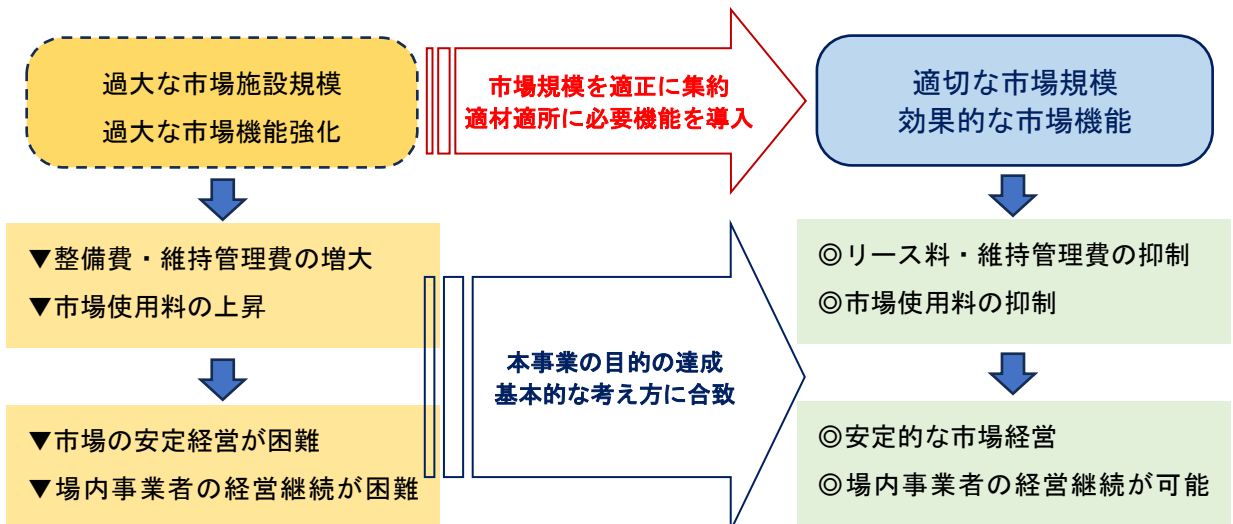 過大な市場施設規模
過大な市場機能強化
市場規模を適正に集約
適材適所に必要機能を導入
適切な市場規模
効果的な市場機能
▼整備費・維持管理費の増大
▼市場使用料の上昇
本事業の目的の達成
基本的な考え方に合致
◎リース料・維持管理費の抑制
◎市場使用料の抑制
▼市場の安定経営が困難
▼場内事業者の経営継続が困難
◎安定的な市場経営
◎場内事業者の経営継続が可能